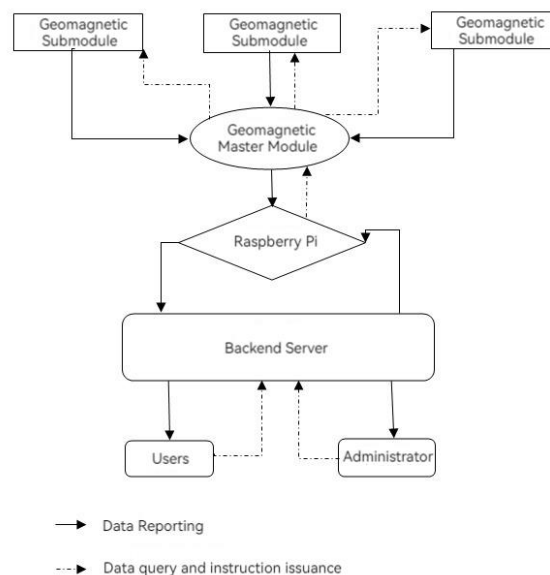 Geomagnetic
Submodule
Geomagnetic
Submodule
Geomagnetic
Submodule
Geomagnetic
Master Module
Raspberry Pi
Backend Server
Users
Administrator
Data Reporting
Data query and instruction issuance